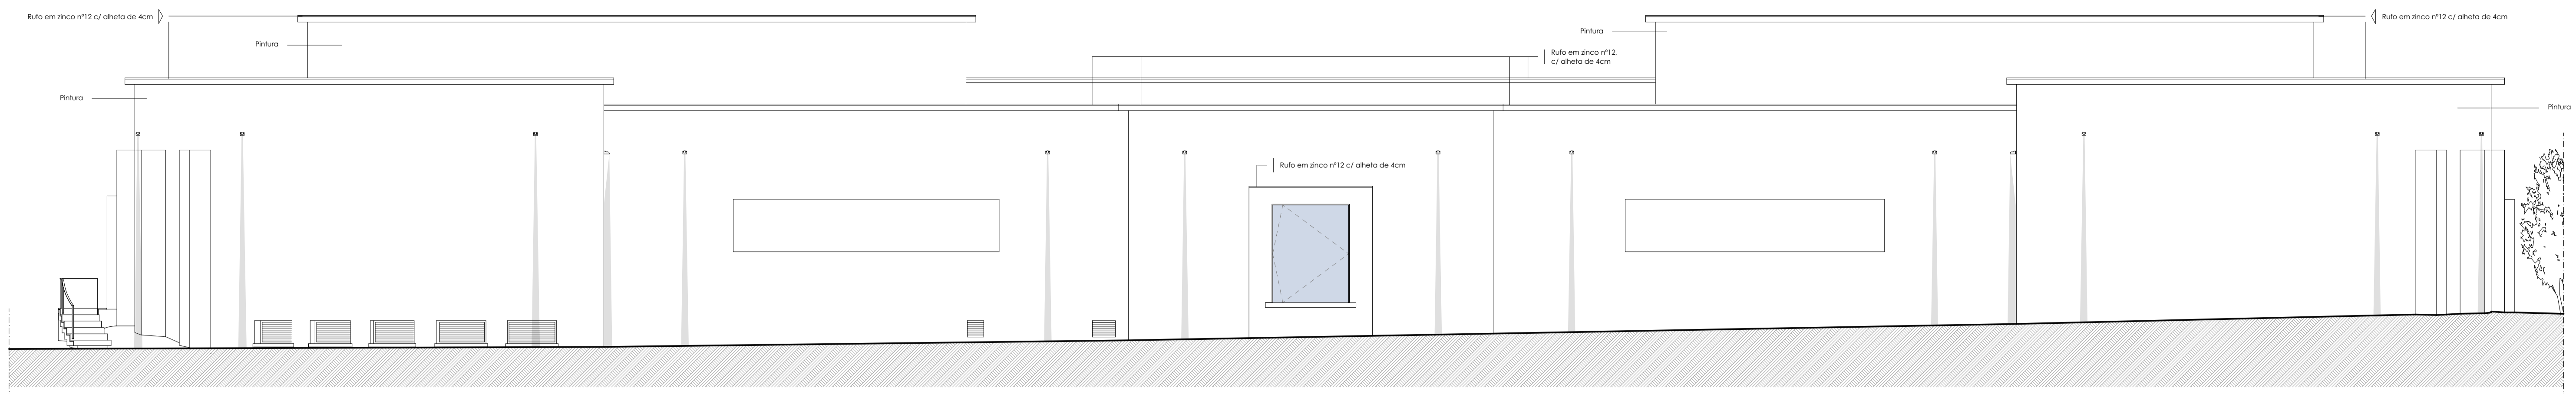 Rufo em zinco nº12 c/ alheta de 4cm
Rufo em zinco nº12 c/ alheta de 4cm
Pintura
Pintura
Rufo em zinco nº12,
c/ alheta de 4cm
Pintura
Pintura
Rufo em zinco nº12 c/ alheta de 4cm